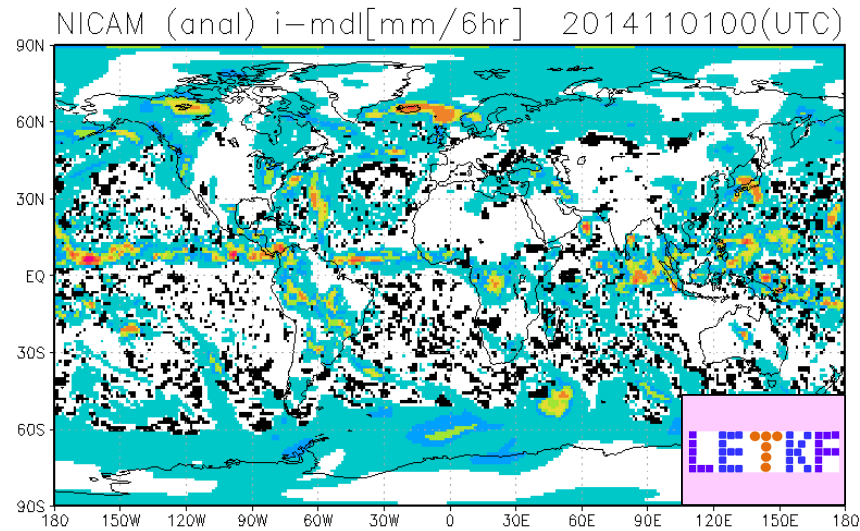 NICAM (anal) i-mdl[mm/6hr] 2014110100(UTC)
90N
60N
30N
EQ
30S
60S
90S
180 150W 120W 90W 60W 30W 0 30E 60E 90E 120E 150E 180
LETKF